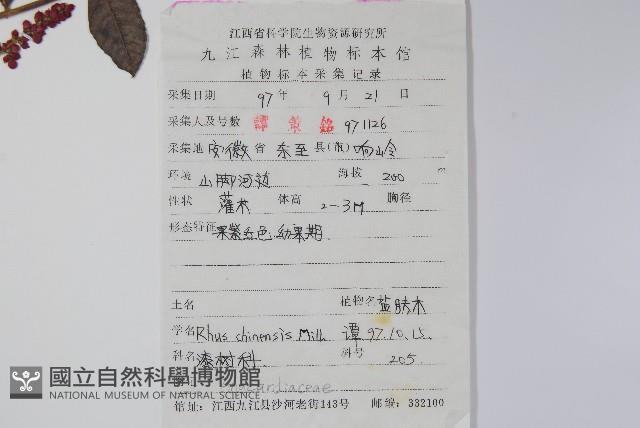 江西省科学院生物资源研究所
九江森林植物标本馆
植物标本采集记录
采集日期 97年 9月 21日
采集人及号数 譚策銘 971126
采集地 安徽省 东至县(市) 响岭
环境 山脚河边 海拔 200 m
性状 灌木 体高 2-3M 胸径
形态特征 果紫红色,幼果期
土名 植物名 盐肤木
学名 Rhus chinensis Mill. 谭 97.10.15.
科名 漆树科 科号 205.
國立自然科學博物館
NATIONAL MUSEUM OF NATURAL SCIENCE
馆址:江西九江县沙河老街143号 邮编:332100